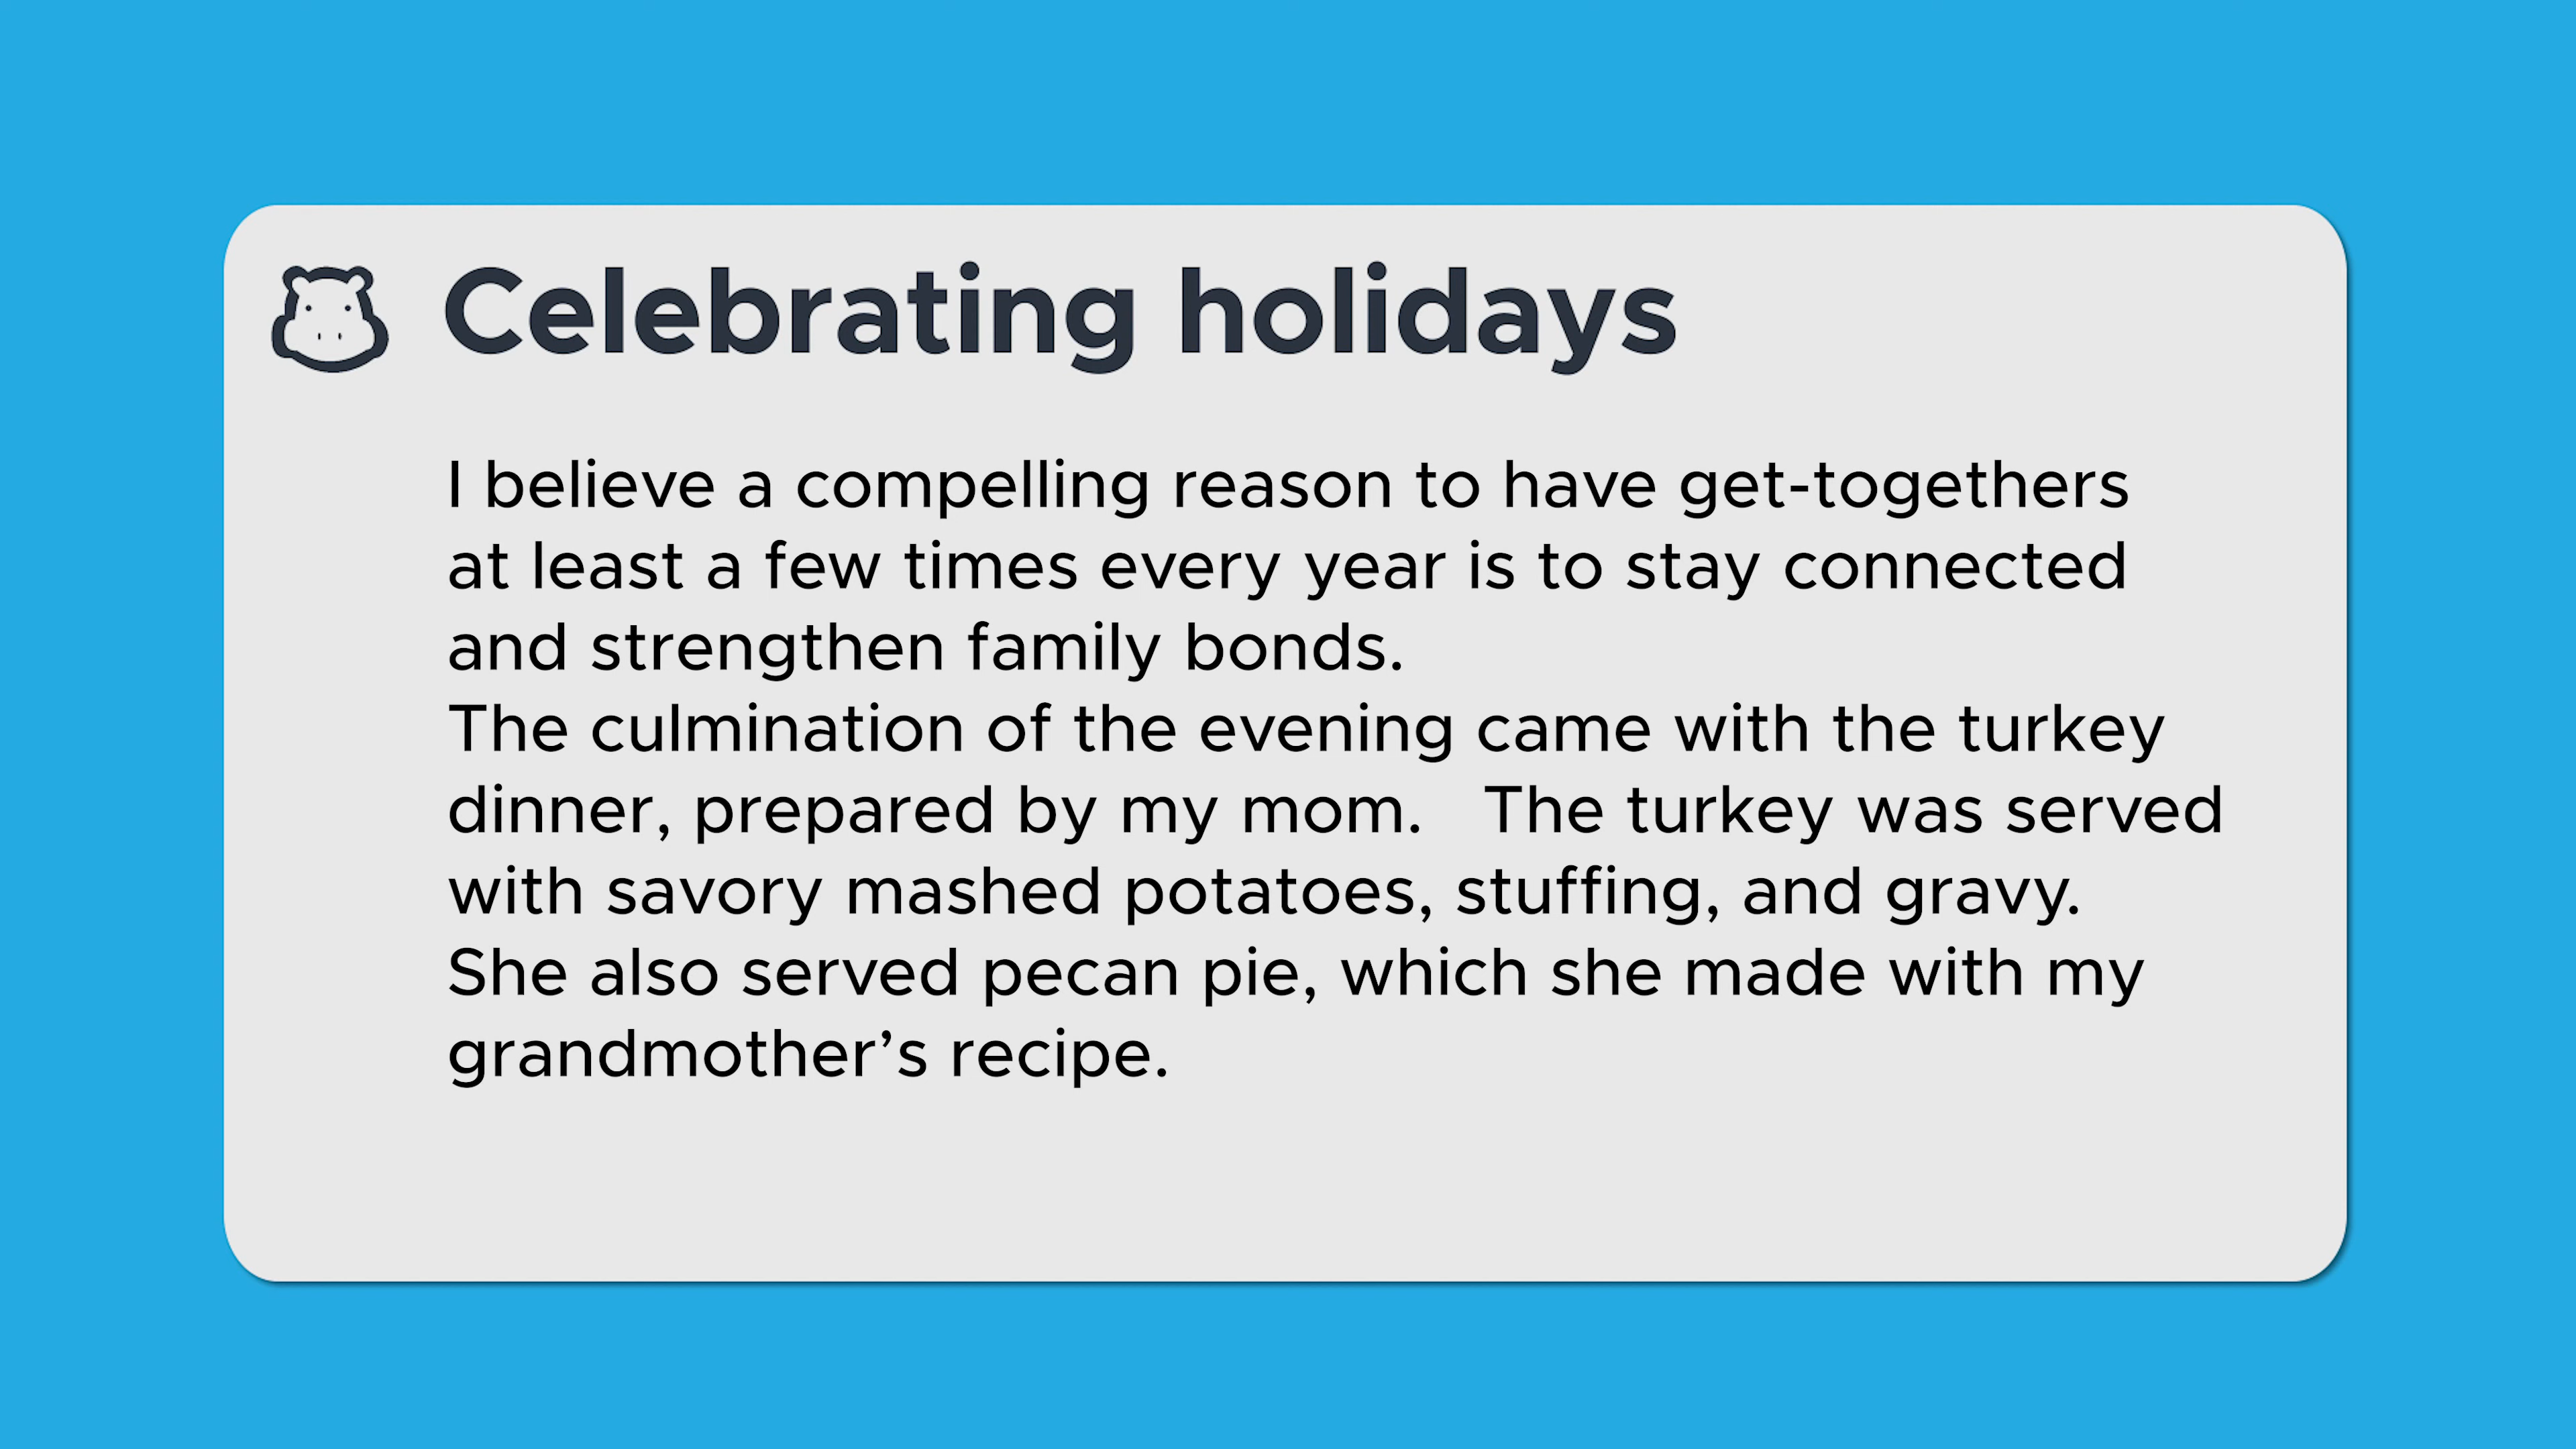 Celebrating holidays
I believe a compelling reason to have get-togethers
at least a few times every year is to stay connected
and strengthen family bonds.
The culmination of the evening came with the turkey
dinner, prepared by my mom.   The turkey was served
with savory mashed potatoes, stuffing, and gravy.
She also served pecan pie, which she made with my
grandmother’s recipe.